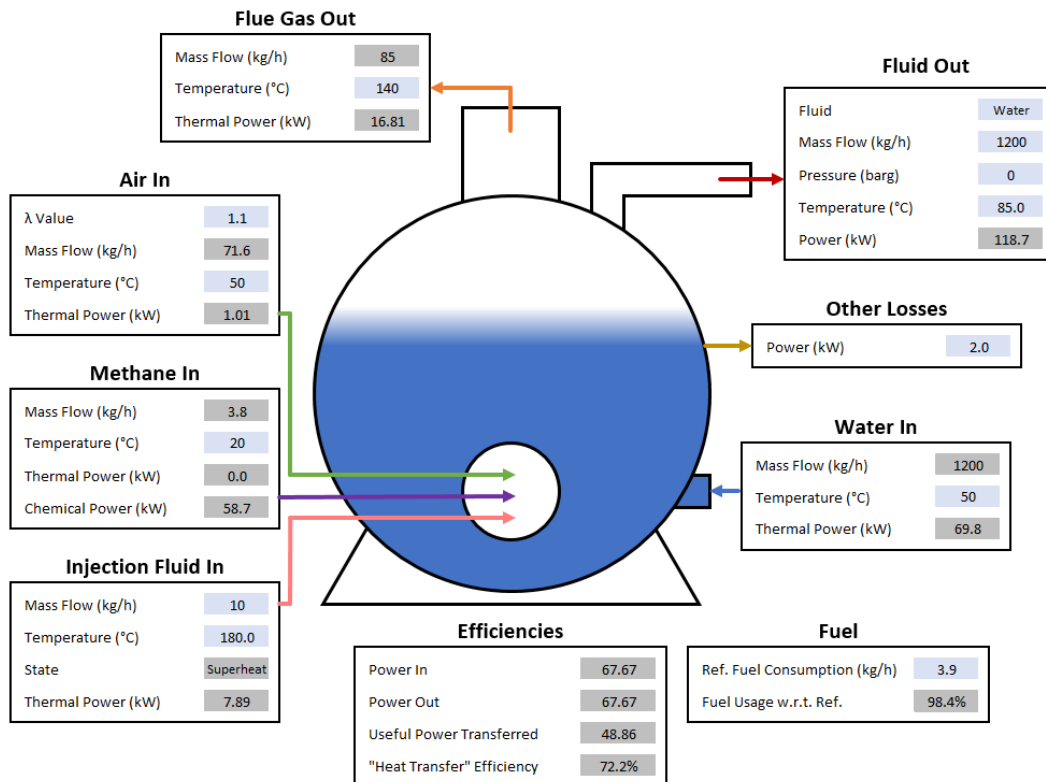 Flue Gas Out
Mass Flow (kg/h) 85
Temperature (°C) 140
Thermal Power (kW) 16.81
Fluid Out
Fluid Water
Mass Flow (kg/h) 1200
Pressure (barg) 0
Temperature (°C) 85.0
Power (kW) 118.7
Air In
λ Value 1.1
Mass Flow (kg/h) 71.6
Temperature (°C) 50
Thermal Power (kW) 1.01
Other Losses
Power (kW) 2.0
Methane In
Mass Flow (kg/h) 3.8
Temperature (°C) 20
Thermal Power (kW) 0.0
Chemical Power (kW) 58.7
Water In
Mass Flow (kg/h) 1200
Temperature (°C) 50
Thermal Power (kW) 69.8
Injection Fluid In
Mass Flow (kg/h) 10
Temperature (°C) 180.0
State Superheat
Thermal Power (kW) 7.89
Efficiencies
Power In 67.67
Power Out 67.67
Useful Power Transferred 48.86
"Heat Transfer" Efficiency 72.2%
Fuel
Ref. Fuel Consumption (kg/h) 3.9
Fuel Usage w.r.t. Ref. 98.4%